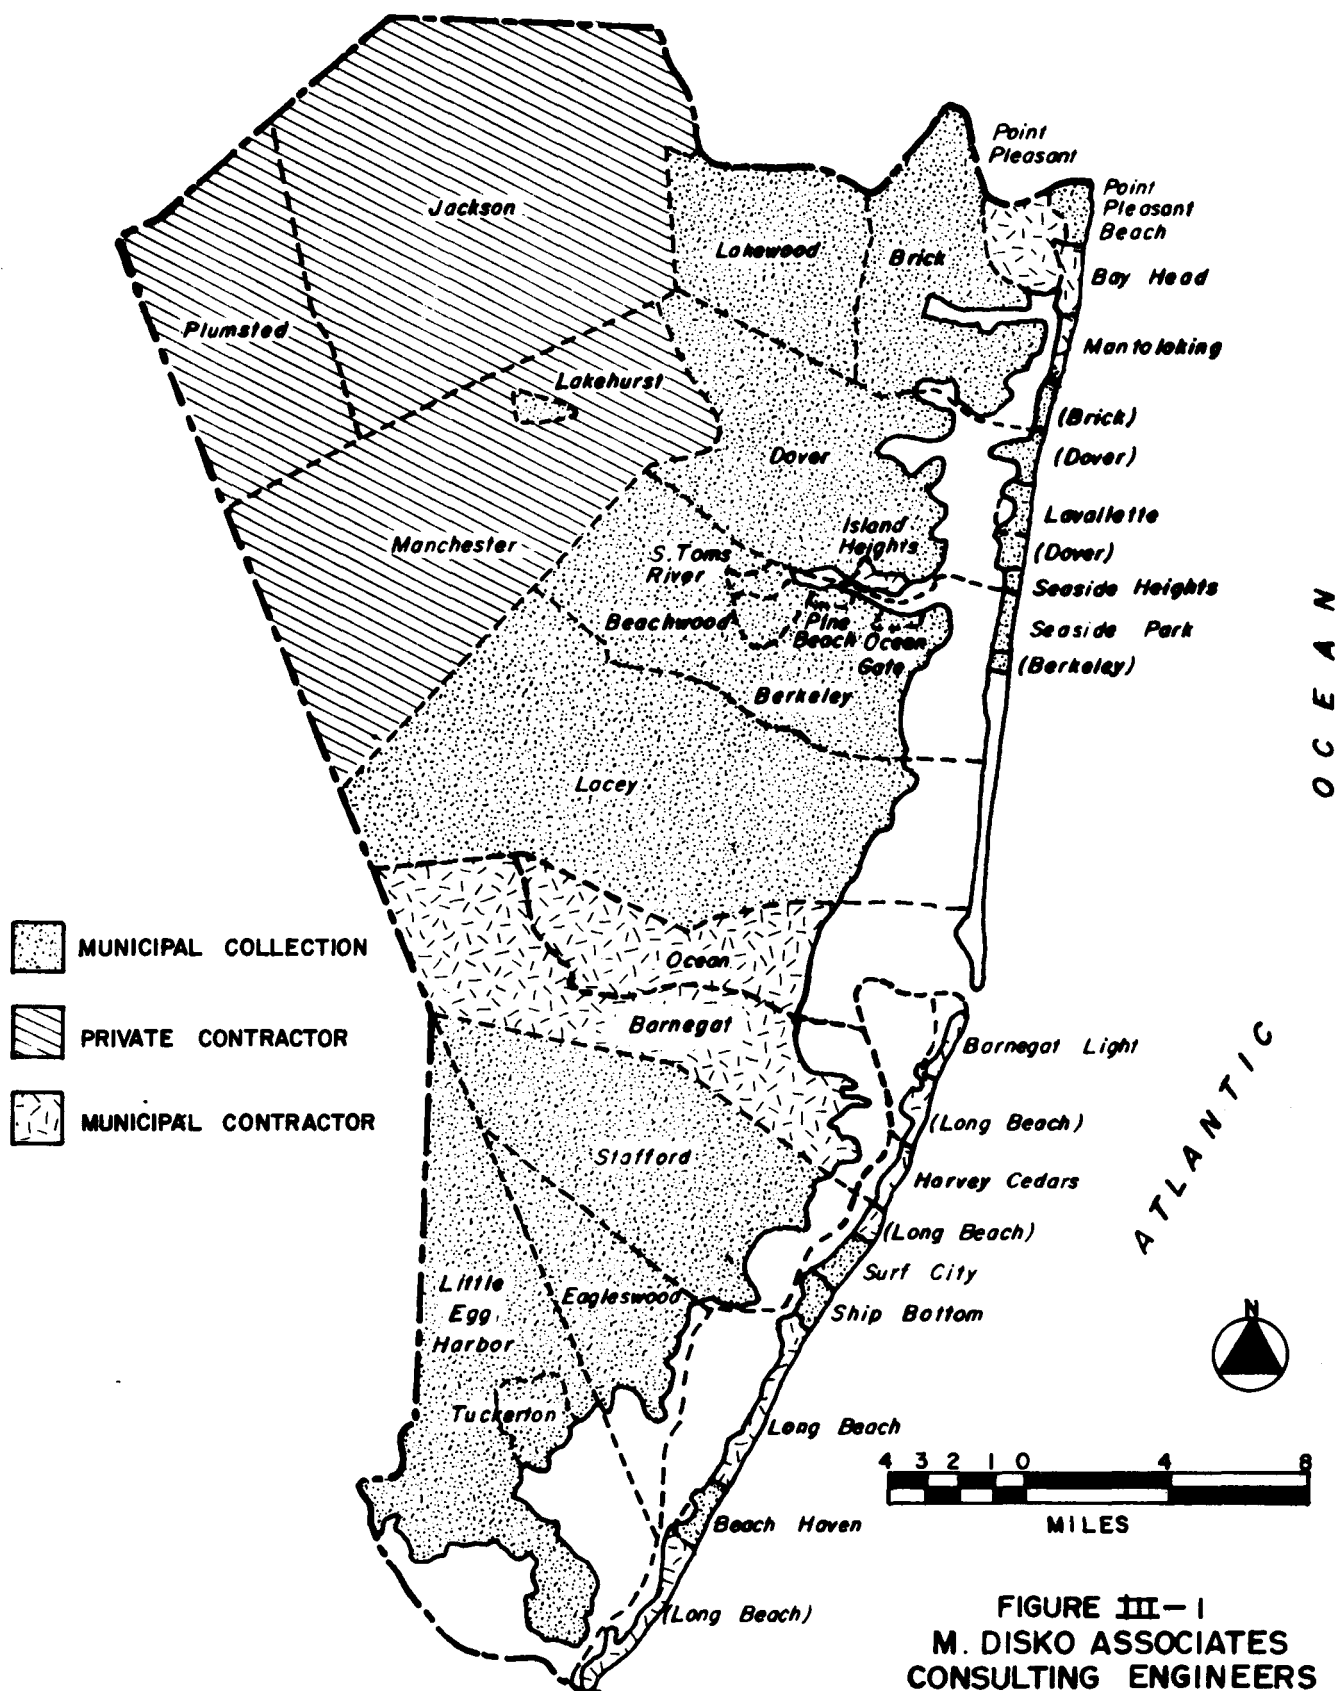 Point
Pleasant
Point
Pleasant
Beach
Jackson
Lakewood
Brick
Bay Head
Plumsted
Mantoloking
Lakehurst
(Brick)
Dover
(Dover)
Lavallette
Island
Heights
Manchester
S. Toms
River
(Dover)
Seaside Heights
Beachwood
Pine
Beach
Ocean
Gate
Seaside Park
(Berkeley)
Berkeley
OCEAN
Lacey
MUNICIPAL COLLECTION
Ocean
PRIVATE CONTRACTOR
Barnegat
Barnegat Light
MUNICIPAL CONTRACTOR
(Long Beach)
ATLANTIC
Stafford
Harvey Cedars
(Long Beach)
Surf City
Little
Egg
Harbor
Eagleswood
Ship Bottom
N
Tuckerton
Long Beach
4 3 2 1 0 4 8
MILES
Beach Haven
(Long Beach)
FIGURE III-1
M. DISKO ASSOCIATES
CONSULTING ENGINEERS